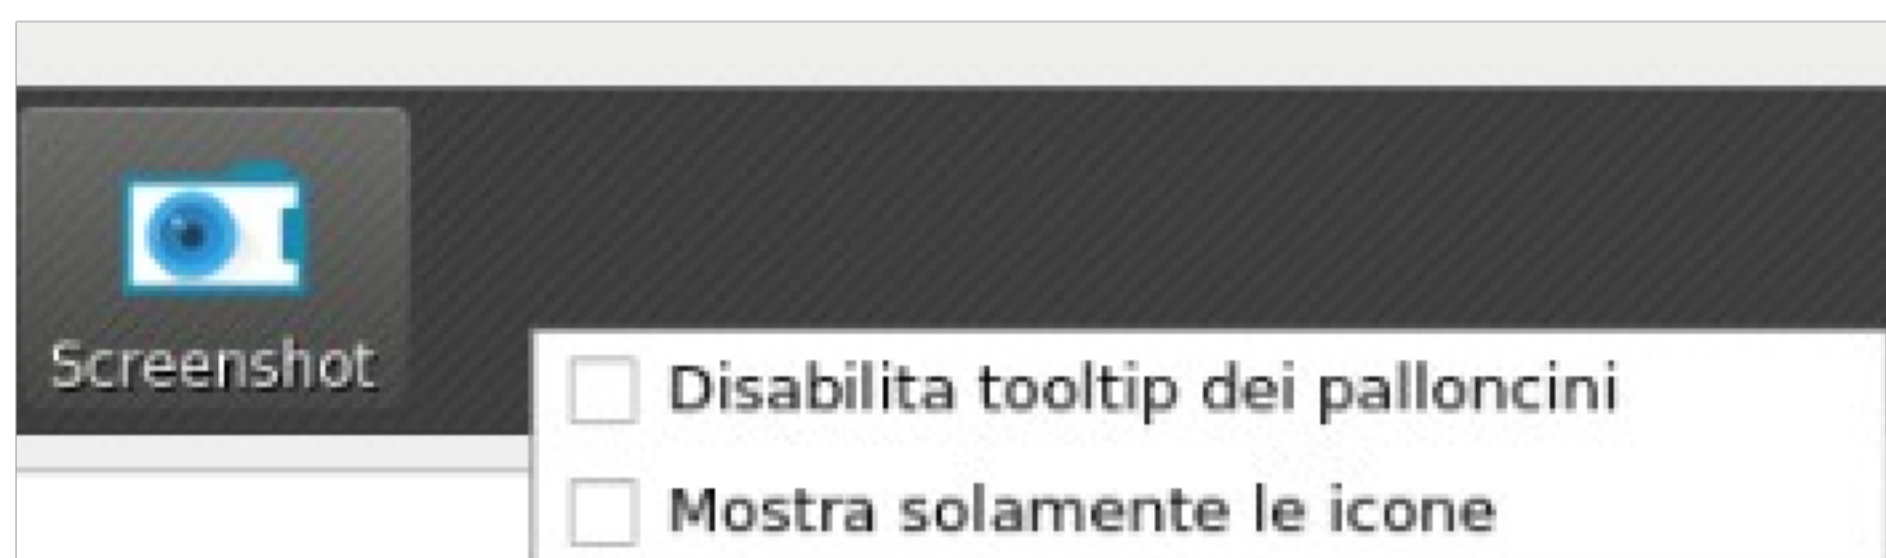 Screenshot
Disabilita tooltip dei palloncini
Mostra solamente le icone